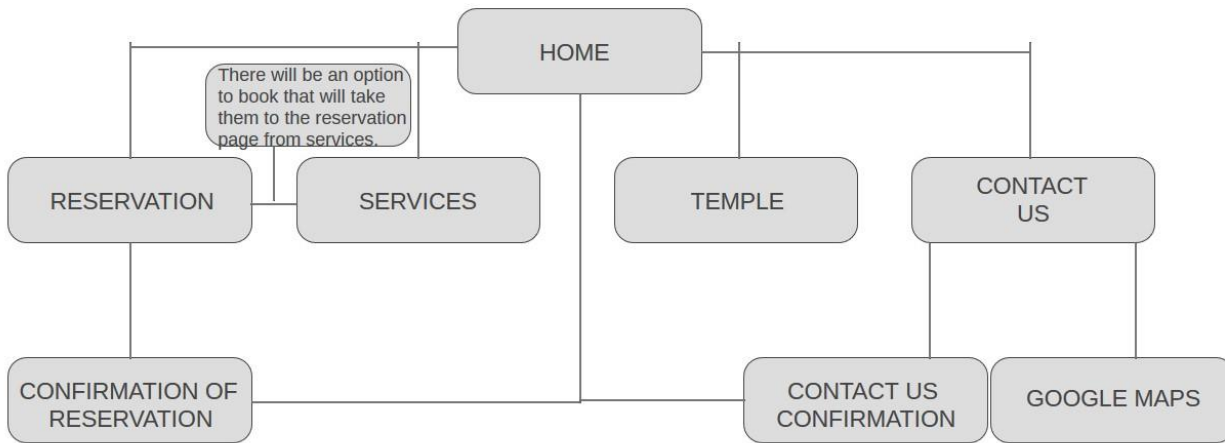 HOME
There will be an option
to book that will take
them to the reservation
page from services.
RESERVATION
SERVICES
TEMPLE
CONTACT
US
CONFIRMATION OF
RESERVATION
CONTACT US
CONFIRMATION
GOOGLE MAPS